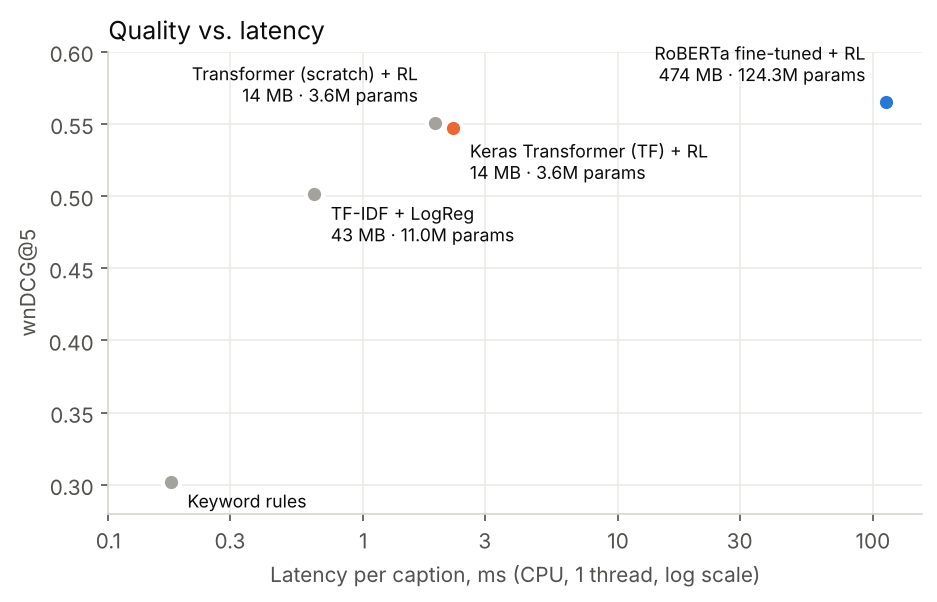 Quality vs. latency
0.60
RoBERTa fine-tuned + RL
474 MB · 124.3M params
Transformer (scratch) + RL
14 MB · 3.6M params
0.55
Keras Transformer (TF) + RL
14 MB · 3.6M params
0.50
TF-IDF + LogReg
43 MB · 11.0M params
0.45
wnDCG@5
0.40
0.35
0.30
Keyword rules
0.1 0.3 1 3 10 30 100
Latency per caption, ms (CPU, 1 thread, log scale)